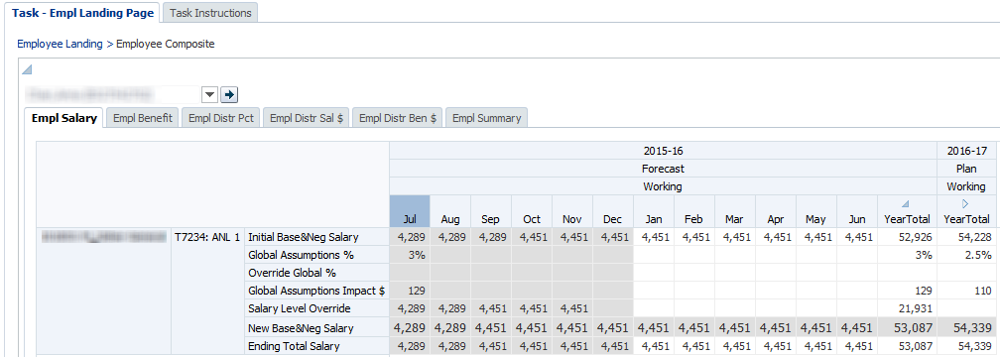 Task - Empl Landing Page Task Instructions
Employee Landing > Employee Composite
Empl Salary Empl Benefit Empl Distr Pct Empl Distr Sal $ Empl Distr Ben $ Empl Summary
2015-16 2016-17
Forecast Plan
Working Working
Jul Aug Sep Oct Nov Dec Jan Feb Mar Apr May Jun YearTotal YearTotal
T7234: ANL 1 Initial Base&Neg Salary 4,289 4,289 4,289 4,451 4,451 4,451 4,451 4,451 4,451 4,451 4,451 4,451 52,926 54,228
Global Assumptions % 3% 3% 2.5%
Override Global %
Global Assumptions Impact $ 129 129 110
Salary Level Override 4,289 4,289 4,451 4,451 4,451 21,931
New Base&Neg Salary 4,289 4,289 4,451 4,451 4,451 4,451 4,451 4,451 4,451 4,451 4,451 4,451 53,087 54,339
Ending Total Salary 4,289 4,289 4,451 4,451 4,451 4,451 4,451 4,451 4,451 4,451 4,451 4,451 53,087 54,339